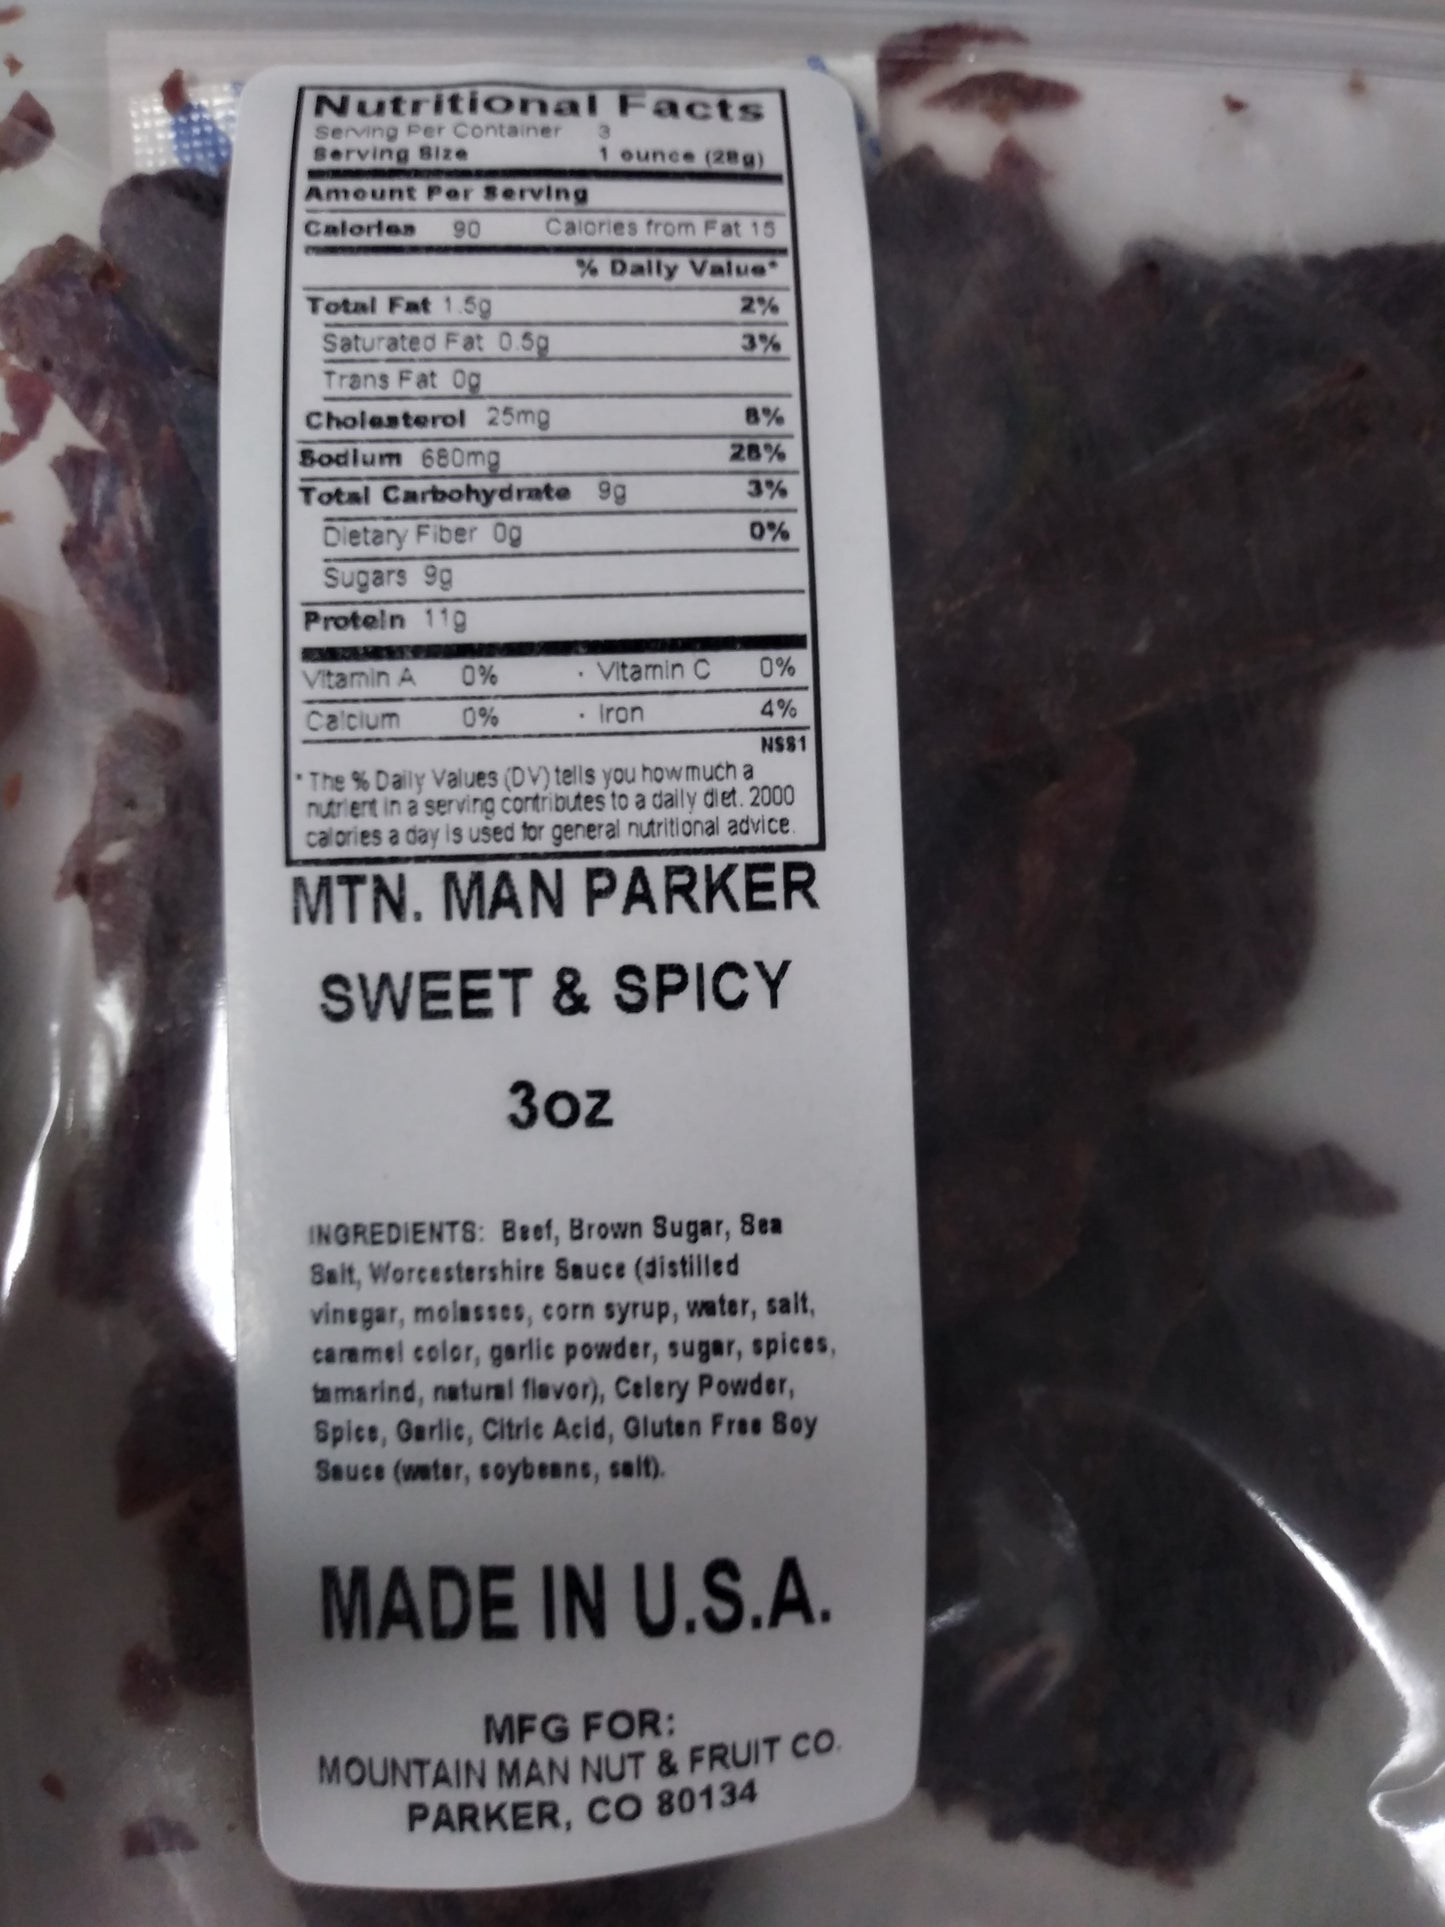 Nutritional Facts
Serving Per Container 3
Serving Size 1 ounce (28g)
Amount Per Serving
Calories 90 Calories from Fat 15
% Daily Value*
Total Fat 1.5g 2%
Saturated Fat 0.5g 3%
Trans Fat 0g
Cholesterol 25mg 8%
Sodium 680mg 28%
Total Carbohydrate 9g 3%
Dietary Fiber 0g 0%
Sugars 9g
Protein 11g
Vitamin A 0% · Vitamin C 0%
Calcium 0% · Iron 4%
NSS1
* The % Daily Values (DV) tells you how much a
nutrient in a serving contributes to a daily diet. 2000
calories a day is used for general nutritional advice.
MTN. MAN PARKER
SWEET & SPICY
3oz
INGREDIENTS: Beef, Brown Sugar, Sea
Salt, Worcestershire Sauce (distilled
vinegar, molasses, corn syrup, water, salt,
caramel color, garlic powder, sugar, spices,
tamarind, natural flavor), Celery Powder,
Spice, Garlic, Citric Acid, Gluten Free Soy
Sauce (water, soybeans, salt).
MADE IN U.S.A.
MFG FOR:
MOUNTAIN MAN NUT & FRUIT CO.
PARKER, CO 80134